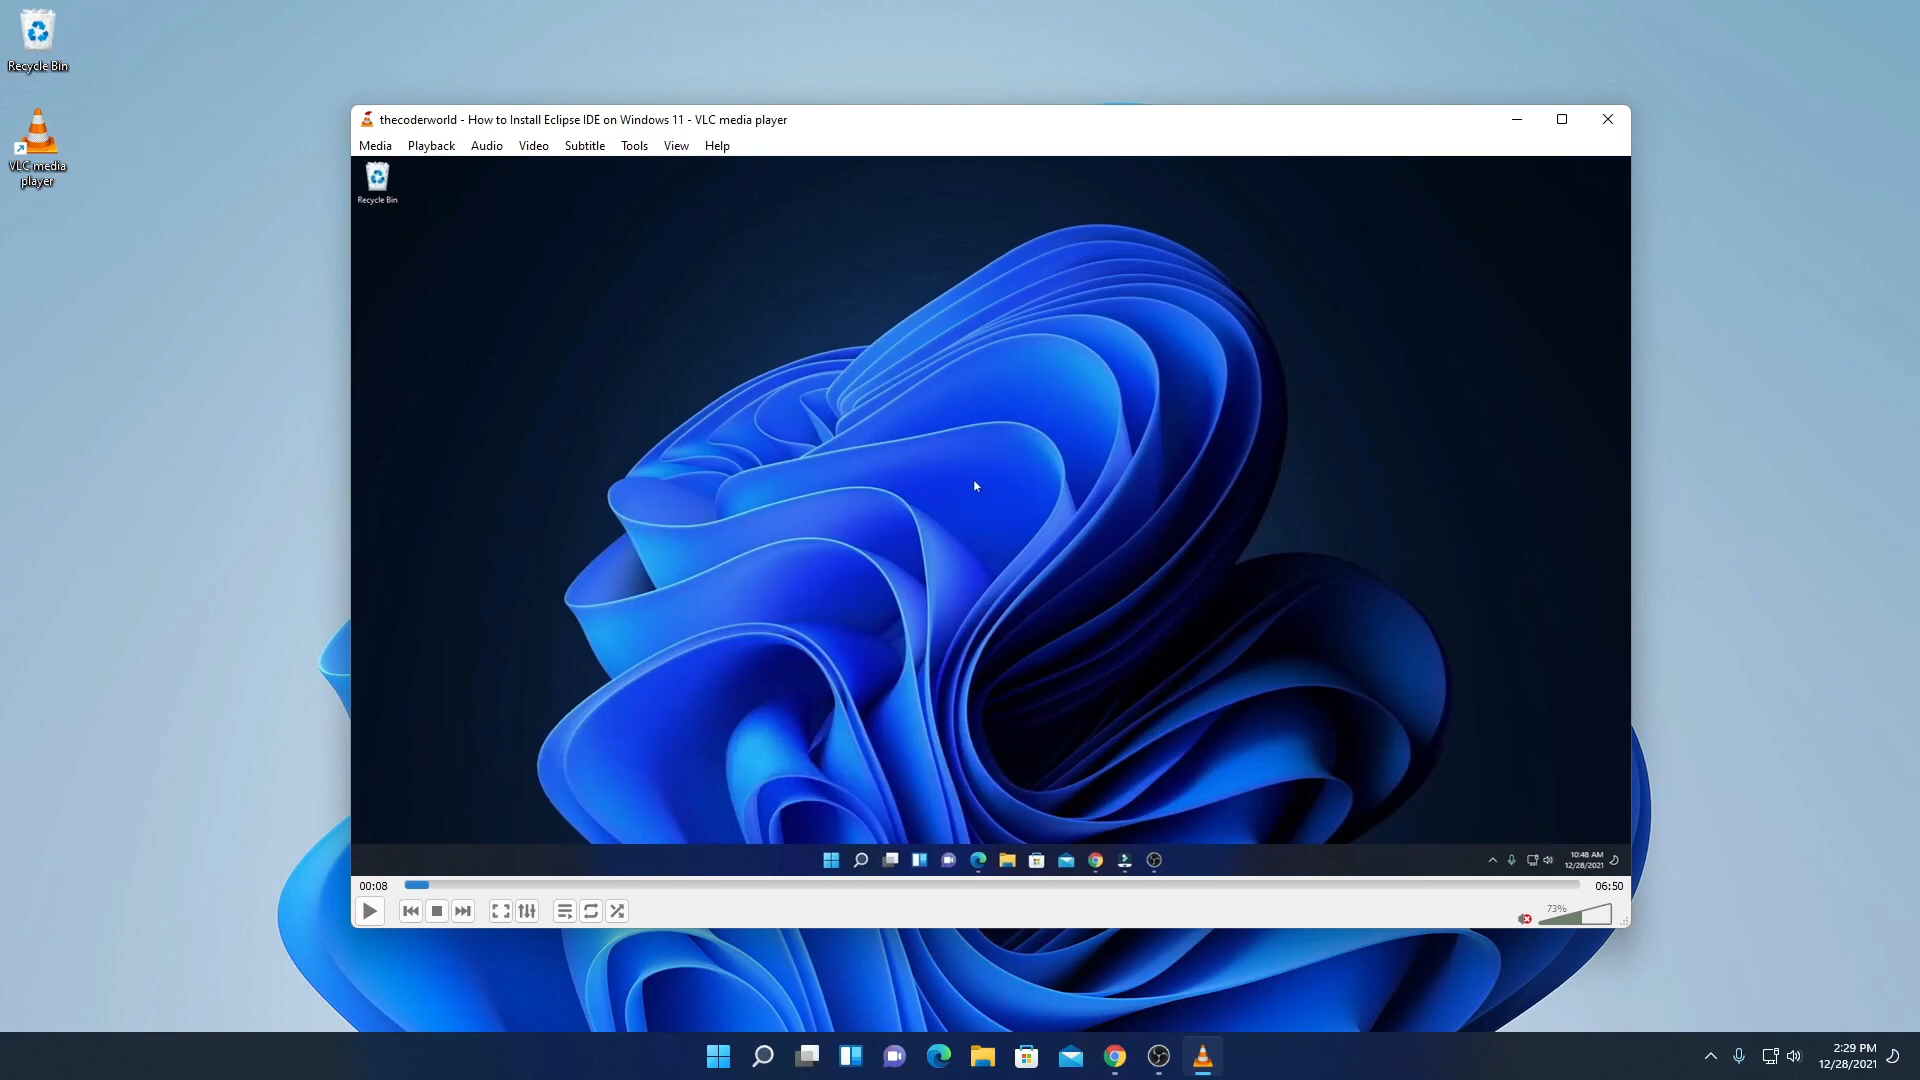 Recycle Bin
VLC media
player
thecoderworld - How to Install Eclipse IDE on Windows 11 - VLC media player
Media Playback Audio Video Subtitle Tools View Help
Recycle Bin
10:48 AM
12/28/2021
00:08
06:50
73%
2:29 PM
12/28/2021